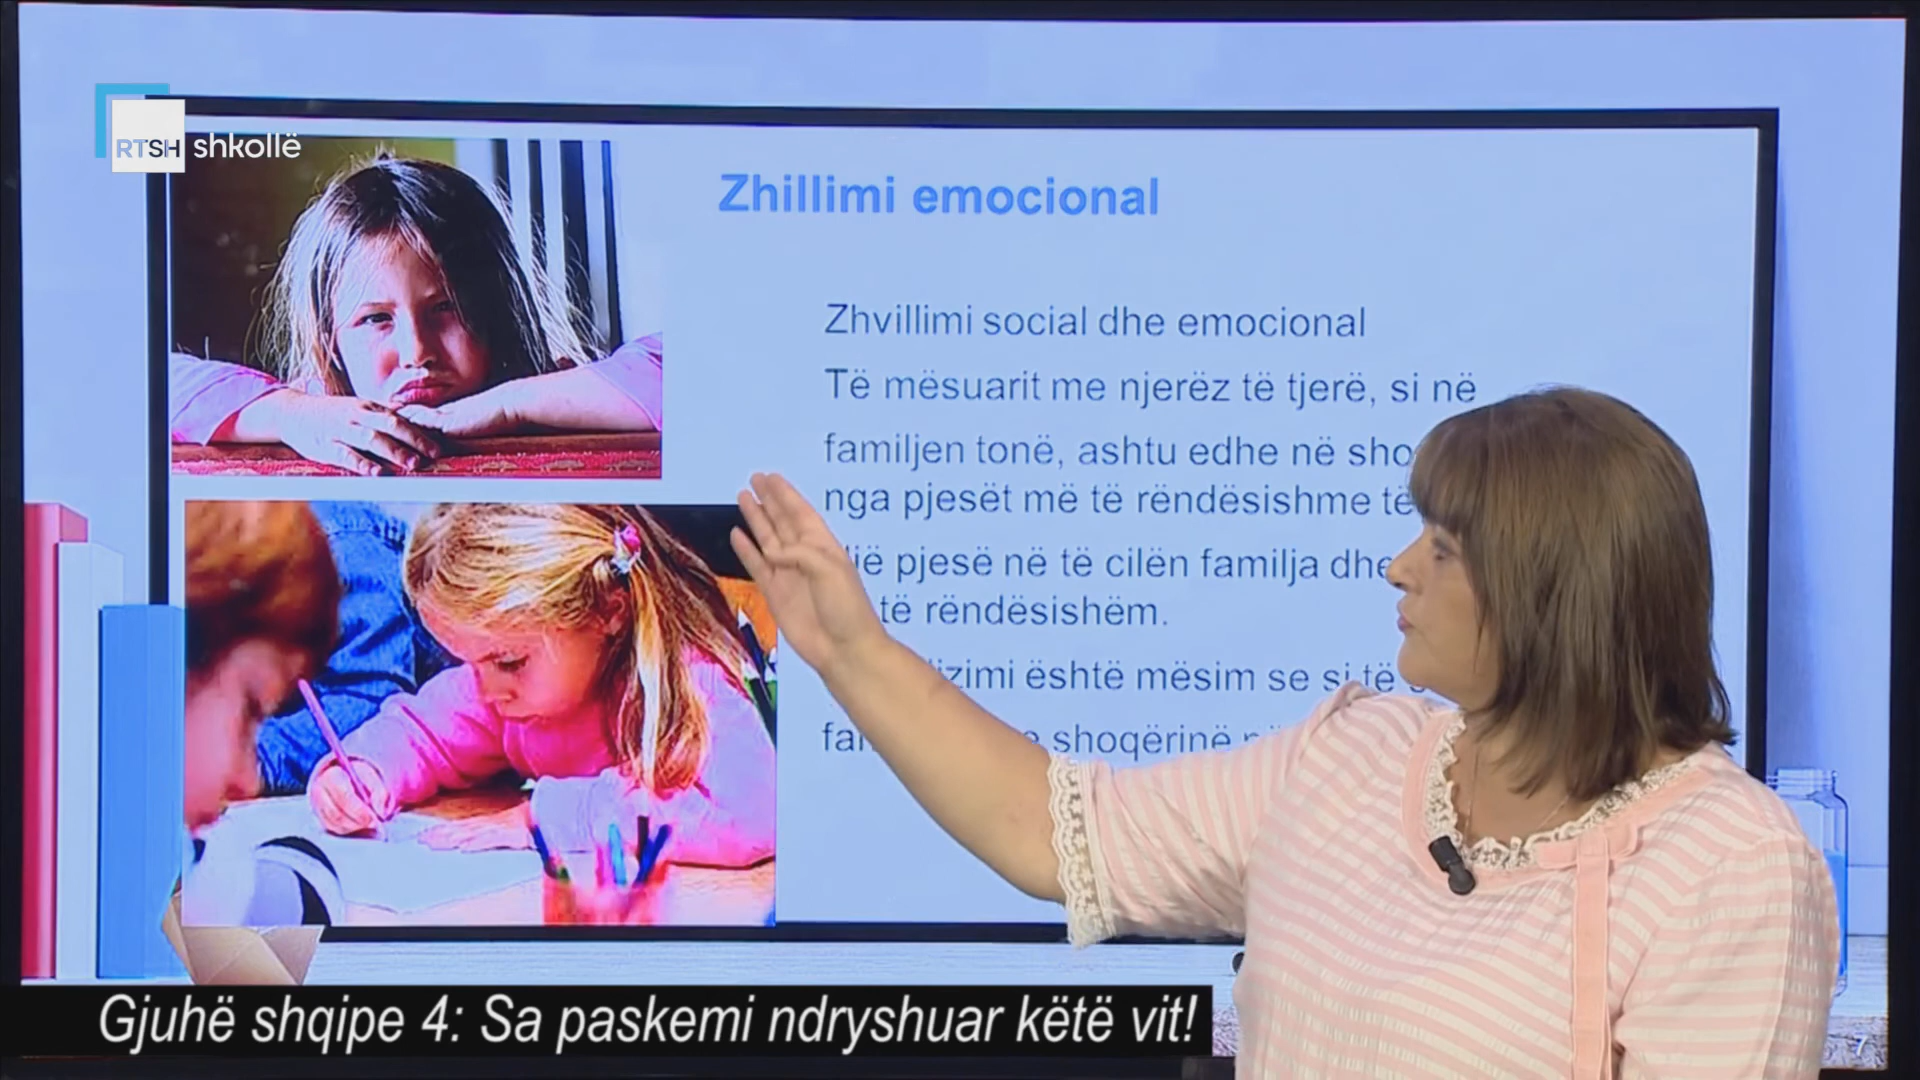 RTSH shkollë
Zhillimi emocional
Zhvillimi social dhe emocional
Të mësuarit me njerëz të tjerë, si në
familjen tonë, ashtu edhe në
nga pjesët më të rëndësishme të
pjesë në të cilën familja dhe
të rëndësishëm.
është mësim se si të
shoqërinë
Gjuhë shqipe 4: Sa paskemi ndryshuar këtë vit!
7